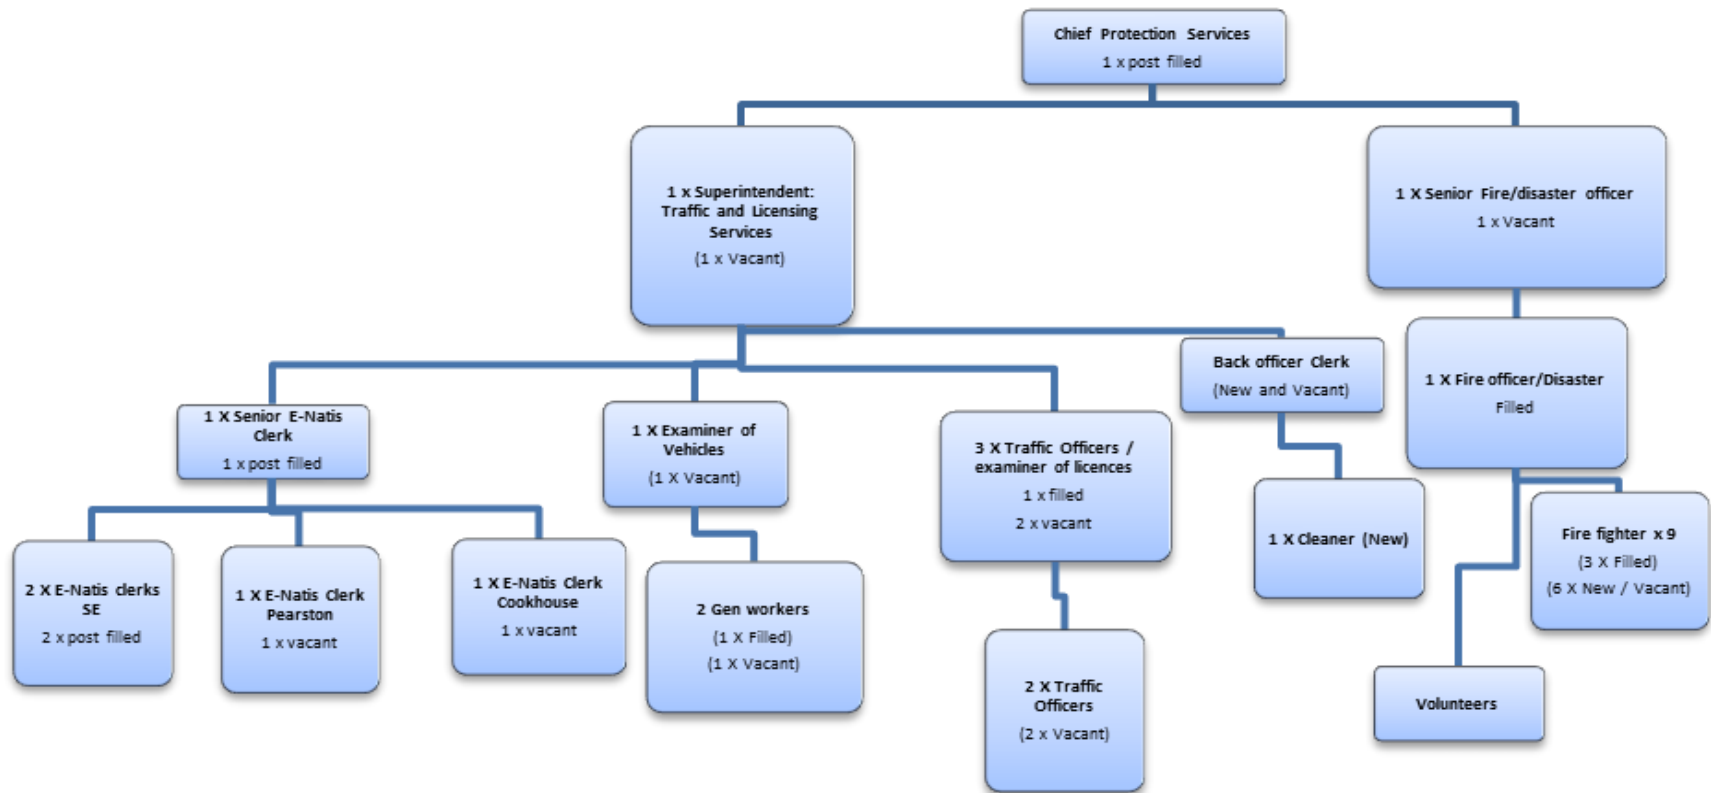 Chief Protection Services
1 x post filled
1 x Superintendent:
Traffic and Licensing
Services
(1 x Vacant)
1 X Senior Fire/disaster officer
1 x Vacant
1 X Senior E-Natis
Clerk
1 x post filled
1 X Examiner of
Vehicles
(1 X Vacant)
3 X Traffic Officers /
examiner of licences
1 x filled
2 x vacant
Back officer Clerk
(New and Vacant)
1 X Fire officer/Disaster
Filled
2 X E-Natis clerks
SE
2 x post filled
1 X E-Natis Clerk
Pearston
1 x vacant
1 X E-Natis Clerk
Cookhouse
1 x vacant
2 Gen workers
(1 X Filled)
(1 X Vacant)
2 X Traffic
Officers
(2 x Vacant)
1 X Cleaner (New)
Fire fighter x 9
(3 X Filled)
(6 X New / Vacant)
Volunteers